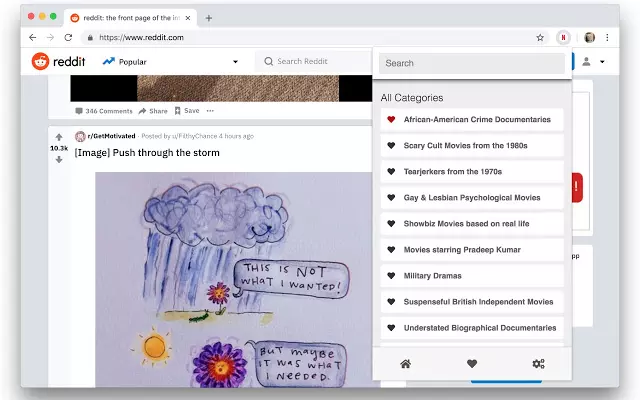 reddit: the front page of the in
https://www.reddit.com
N
reddit
Popular
Search Reddit
346 Comments
Share
Save
10.3k
r/GetMotivated · Posted by u/FilthyChance 4 hours ago
[Image] Push through the storm
THIS IS NOT
WHAT I WANTED!
BUT MAYBE
IT WAS WHAT
I NEEDED.
Search
All Categories
African-American Crime Documentaries
Scary Cult Movies from the 1980s
Tearjerkers from the 1970s
Gay & Lesbian Psychological Movies
Showbiz Movies based on real life
Movies starring Pradeep Kumar
Military Dramas
Suspenseful British Independent Movies
Understated Biographical Documentaries
!